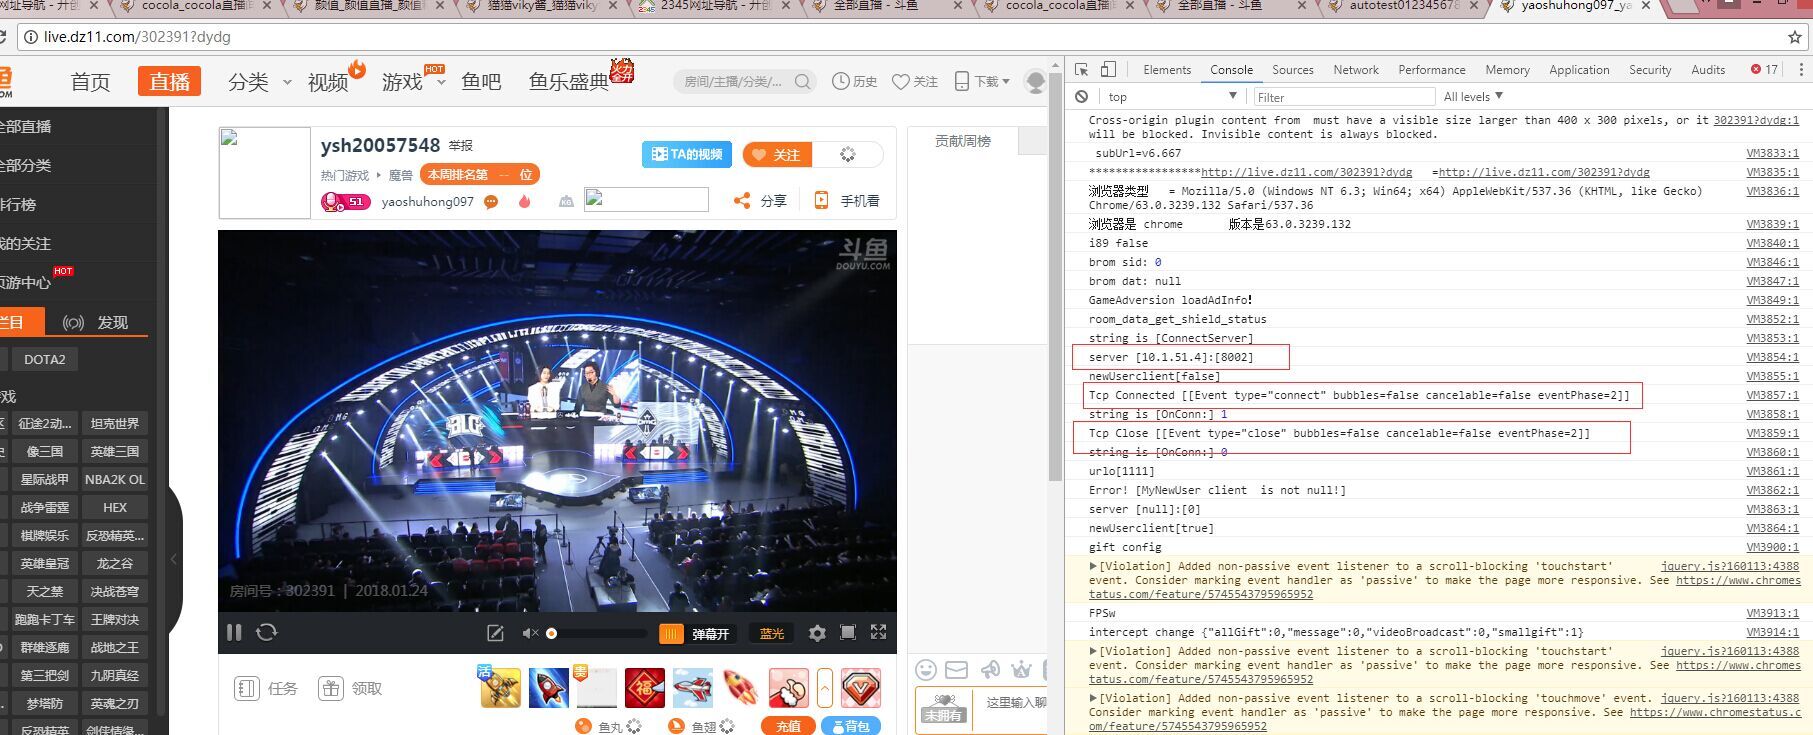 网址导航 - 开创
cocola_cocola直播间
颜值_颜值直播_颜值
猫猫viky酱_猫猫viky
2345网址导航 - 开创
全部直播 - 斗鱼
cocola_cocola直播间
全部直播 - 斗鱼
autotest012345678
yaoshuhong097_ya
live.dz11.com/302391?dydg
首页 直播 分类 视频 游戏 HOT 鱼吧 鱼乐盛典 火力全开
房间/主播/分类/... 历史 关注 下载
全部直播
全部分类
排行榜
我的关注
页游中心 HOT
栏目 发现
DOTA2
征途2动... 坦克世界
像三国 英雄三国
星际战甲 NBA2K OL
战争雷霆 HEX
棋牌娱乐 反恐精英...
英雄皇冠 龙之谷
天之禁 决战苍穹
跑跑卡丁车 王牌对决
群雄逐鹿 战地之王
第三把剑 九阴真经
梦塔防 英魂之刃
反恐精英 剑侠情缘...
ysh20057548 举报
TA的视频 关注
热门游戏 魔兽 本周排名第 -- 位
51 yaoshuhong097 KG
分享 手机看
贡献周榜
斗鱼
DOUYU.COM
房间号：302391 | 2018.01.24
弹幕开 蓝光
任务 领取
鱼丸 鱼翅 充值 背包
未拥有 这里输入聊
Elements Console Sources Network Performance Memory Application Security Audits 17
top Filter All levels
Cross-origin plugin content from  must have a visible size larger than 400 x 300 pixels, or it 302391?dydg:1
will be blocked. Invisible content is always blocked.
subUrl=v6.667 VM3833:1
*****************http://live.dz11.com/302391?dydg   =http://live.dz11.com/302391?dydg VM3835:1
浏览器类型   = Mozilla/5.0 (Windows NT 6.3; Win64; x64) AppleWebKit/537.36 (KHTML, like Gecko) VM3836:1
Chrome/63.0.3239.132 Safari/537.36
浏览器是 chrome      版本是63.0.3239.132 VM3839:1
i89 false VM3840:1
brom sid: 0 VM3846:1
brom dat: null VM3847:1
GameAdversion loadAdInfo! VM3849:1
room_data_get_shield_status VM3852:1
string is [ConnectServer] VM3853:1
server [10.1.51.4]:[8002] VM3854:1
newUserclient[false] VM3855:1
Tcp Connected [[Event type="connect" bubbles=false cancelable=false eventPhase=2]] VM3857:1
string is [OnConn:] 1 VM3858:1
Tcp Close [[Event type="close" bubbles=false cancelable=false eventPhase=2]] VM3859:1
string is [OnConn:] 0 VM3860:1
urlo[1111] VM3861:1
Error! [MyNewUser client  is not null!] VM3862:1
server [null]:[0] VM3863:1
newUserclient[true] VM3864:1
gift config VM3900:1
[Violation] Added non-passive event listener to a scroll-blocking 'touchstart' jquery.js?160113:4388
event. Consider marking event handler as 'passive' to make the page more responsive. See https://www.chromes
tatus.com/feature/5745543795965952
FPSw VM3913:1
intercept change {"allGift":0,"message":0,"videoBroadcast":0,"smallgift":1} VM3914:1
[Violation] Added non-passive event listener to a scroll-blocking 'touchstart' jquery.js?160113:4388
event. Consider marking event handler as 'passive' to make the page more responsive. See https://www.chromes
tatus.com/feature/5745543795965952
[Violation] Added non-passive event listener to a scroll-blocking 'touchmove' event. jquery.js?160113:4388
Consider marking event handler as 'passive' to make the page more responsive. See https://www.chromestatus.c
om/feature/5745543795965952